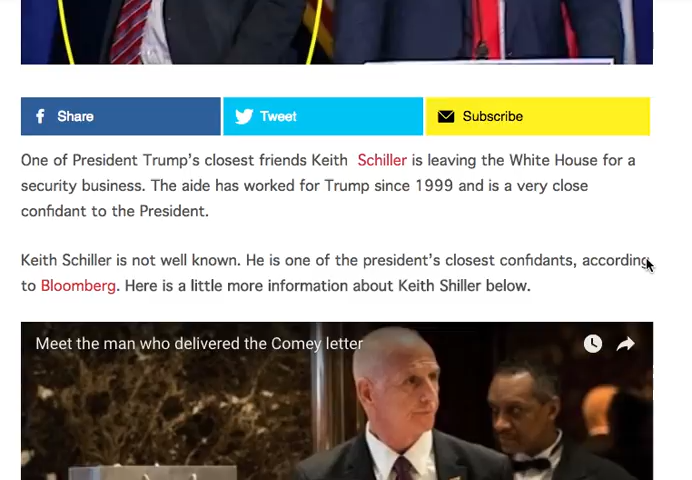 Share
Tweet
Subscribe
One of President Trump's closest friends Keith Schiller is leaving the White House for a
security business. The aide has worked for Trump since 1999 and is a very close
confidant to the President.
Keith Schiller is not well known. He is one of the president's closest confidants, according
to Bloomberg. Here is a little more information about Keith Shiller below.
Meet the man who delivered the Comey letter